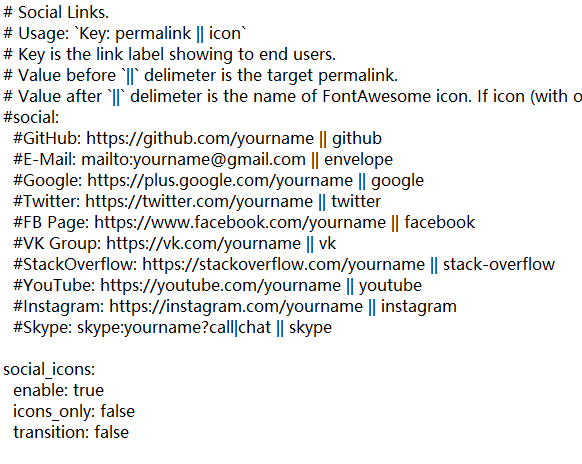 # Social Links.
# Usage: `Key: permalink || icon`
# Key is the link label showing to end users.
# Value before `||` delimeter is the target permalink.
# Value after `||` delimeter is the name of FontAwesome icon. If icon (with o
#social:
  #GitHub: https://github.com/yourname || github
  #E-Mail: mailto:yourname@gmail.com || envelope
  #Google: https://plus.google.com/yourname || google
  #Twitter: https://twitter.com/yourname || twitter
  #FB Page: https://www.facebook.com/yourname || facebook
  #VK Group: https://vk.com/yourname || vk
  #StackOverflow: https://stackoverflow.com/yourname || stack-overflow
  #YouTube: https://youtube.com/yourname || youtube
  #Instagram: https://instagram.com/yourname || instagram
  #Skype: skype:yourname?call|chat || skype

social_icons:
  enable: true
  icons_only: false
  transition: false